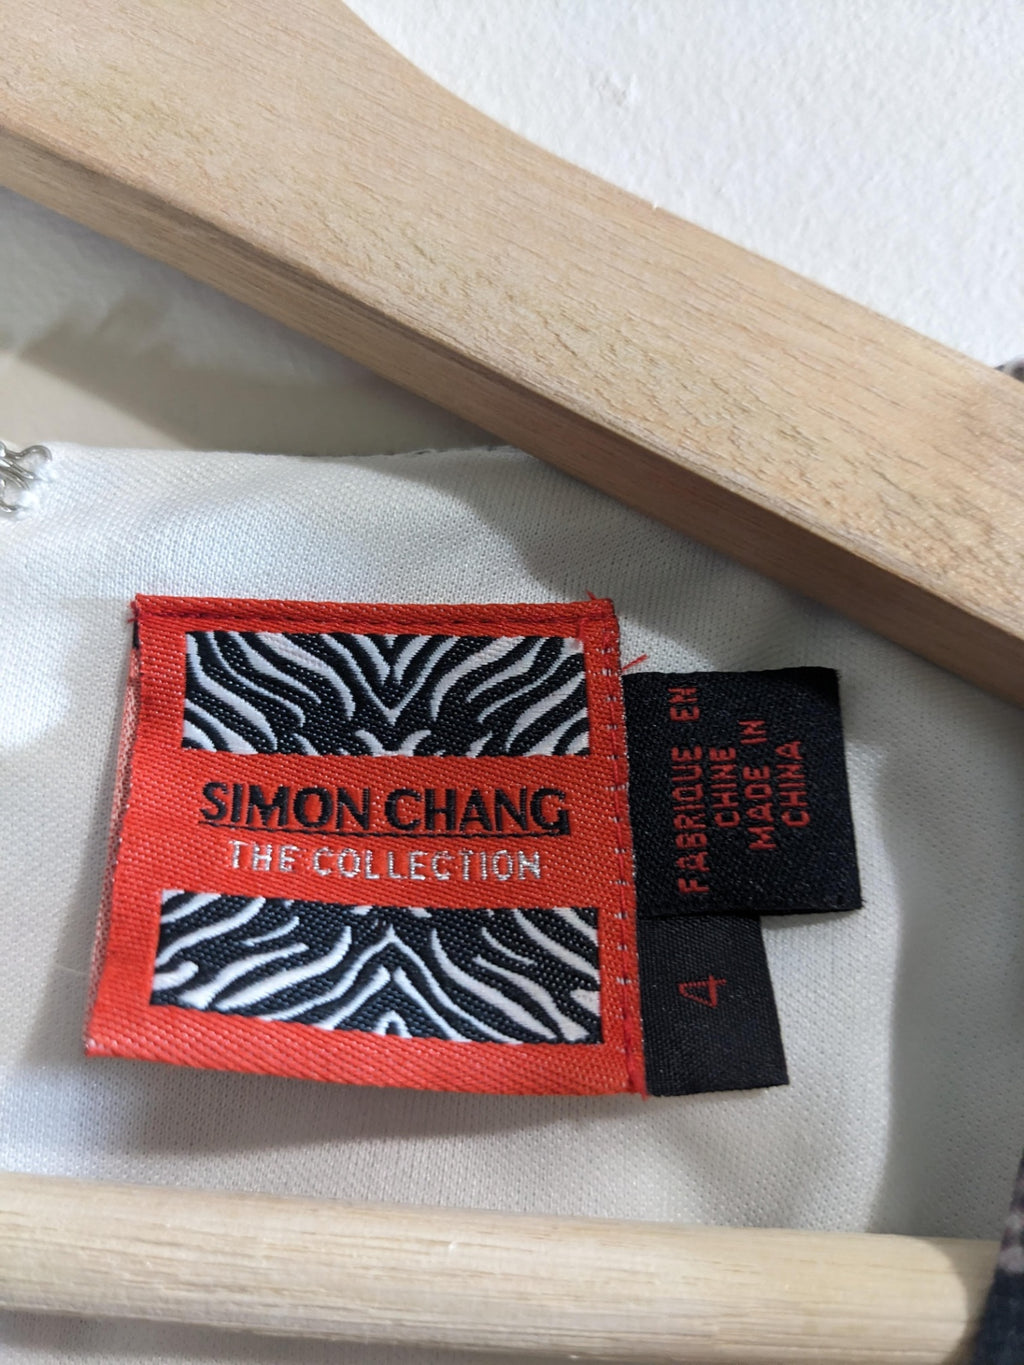 SIMON CHANG
THE COLLECTION
FABRIQUE EN
CHINE
MADE IN
CHINA
4